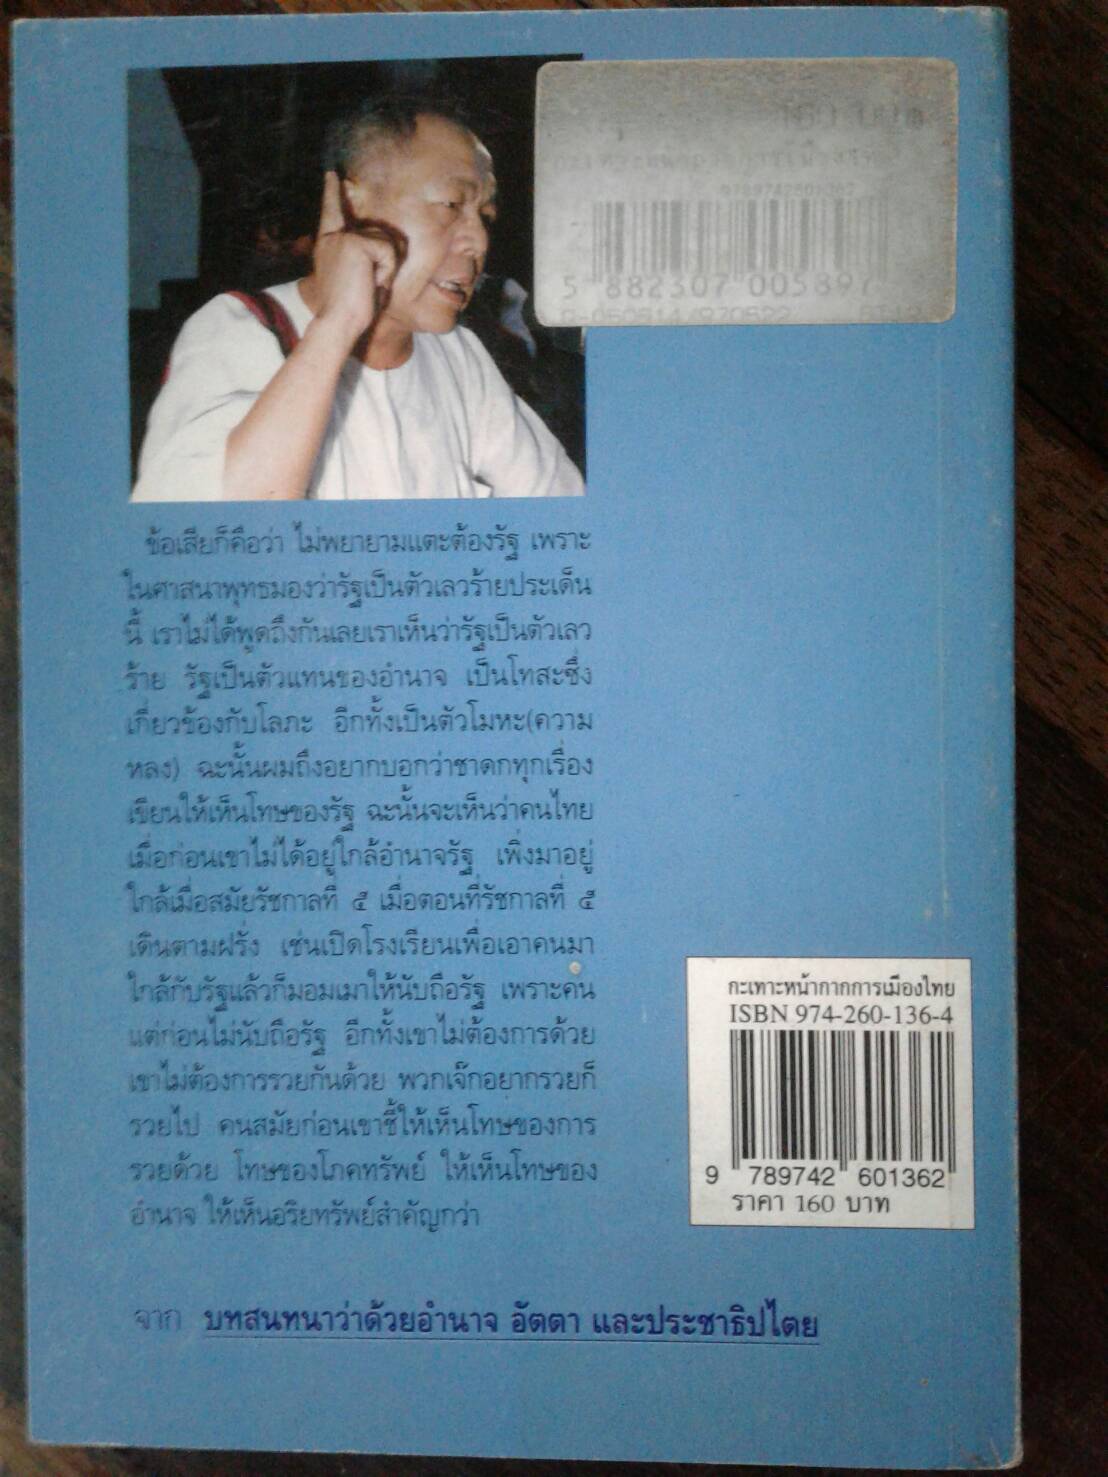 9789742601362
5 882307 005897
ข้อเสียก็คือว่า ไม่พยายามแตะต้องรัฐ เพราะ
ในศาสนาพุทธมองว่ารัฐเป็นตัวเลวร้ายประเด็น
นี้ เราไม่ได้พูดถึงกันเลยเราเห็นว่ารัฐเป็นตัวเลว
ร้าย รัฐเป็นตัวแทนของอำนาจ เป็นโทสะซึ่ง
เกี่ยวข้องกับโลภะ อีกทั้งเป็นตัวโมหะ(ความ
หลง) ฉะนั้นผมถึงอยากบอกว่าชาดกทุกเรื่อง
เขียนให้เห็นโทษของรัฐ ฉะนั้นจะเห็นว่าคนไทย
เมื่อก่อนเขาไม่ได้อยู่ใกล้อำนาจรัฐ เพิ่งมาอยู่
ใกล้เมื่อสมัยรัชกาลที่ ๕ เมื่อตอนที่รัชกาลที่ ๕
เดินตามฝรั่ง เช่นเปิดโรงเรียนเพื่อเอาคนมา
ใกล้กับรัฐแล้วก็มอมเมาให้นับถือรัฐ เพราะคน
แต่ก่อนไม่นับถือรัฐ อีกทั้งเขาไม่ต้องการด้วย
เขาไม่ต้องการรวยกันด้วย พวกเจ๊กอยากรวยก็
รวยไป คนสมัยก่อนเขาชี้ให้เห็นโทษของการ
รวยด้วย โทษของโภคทรัพย์ ให้เห็นโทษของ
อำนาจ ให้เห็นอริยทรัพย์สำคัญกว่า
จาก บทสนทนาว่าด้วยอำนาจ อัตตา และประชาธิปไตย
กะเทาะหน้ากากการเมืองไทย
ISBN 974-260-136-4
9 789742 601362
ราคา 160 บาท